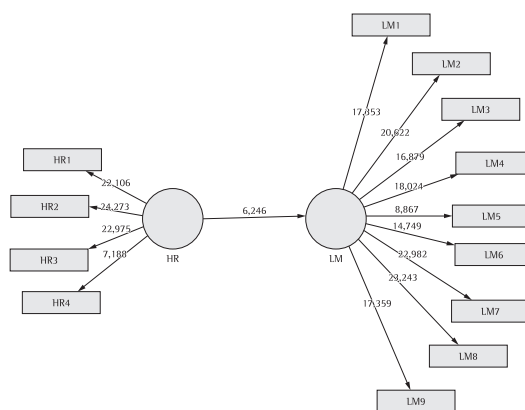 LM1
LM2
LM3
LM4
LM5
LM6
LM7
LM8
LM9
17,353
20,622
16,879
18,024
8,867
14,749
22,982
23,243
17,359
HR1
HR2
HR3
HR4
22,106
24,273
22,975
7,188
HR
6,246
LM